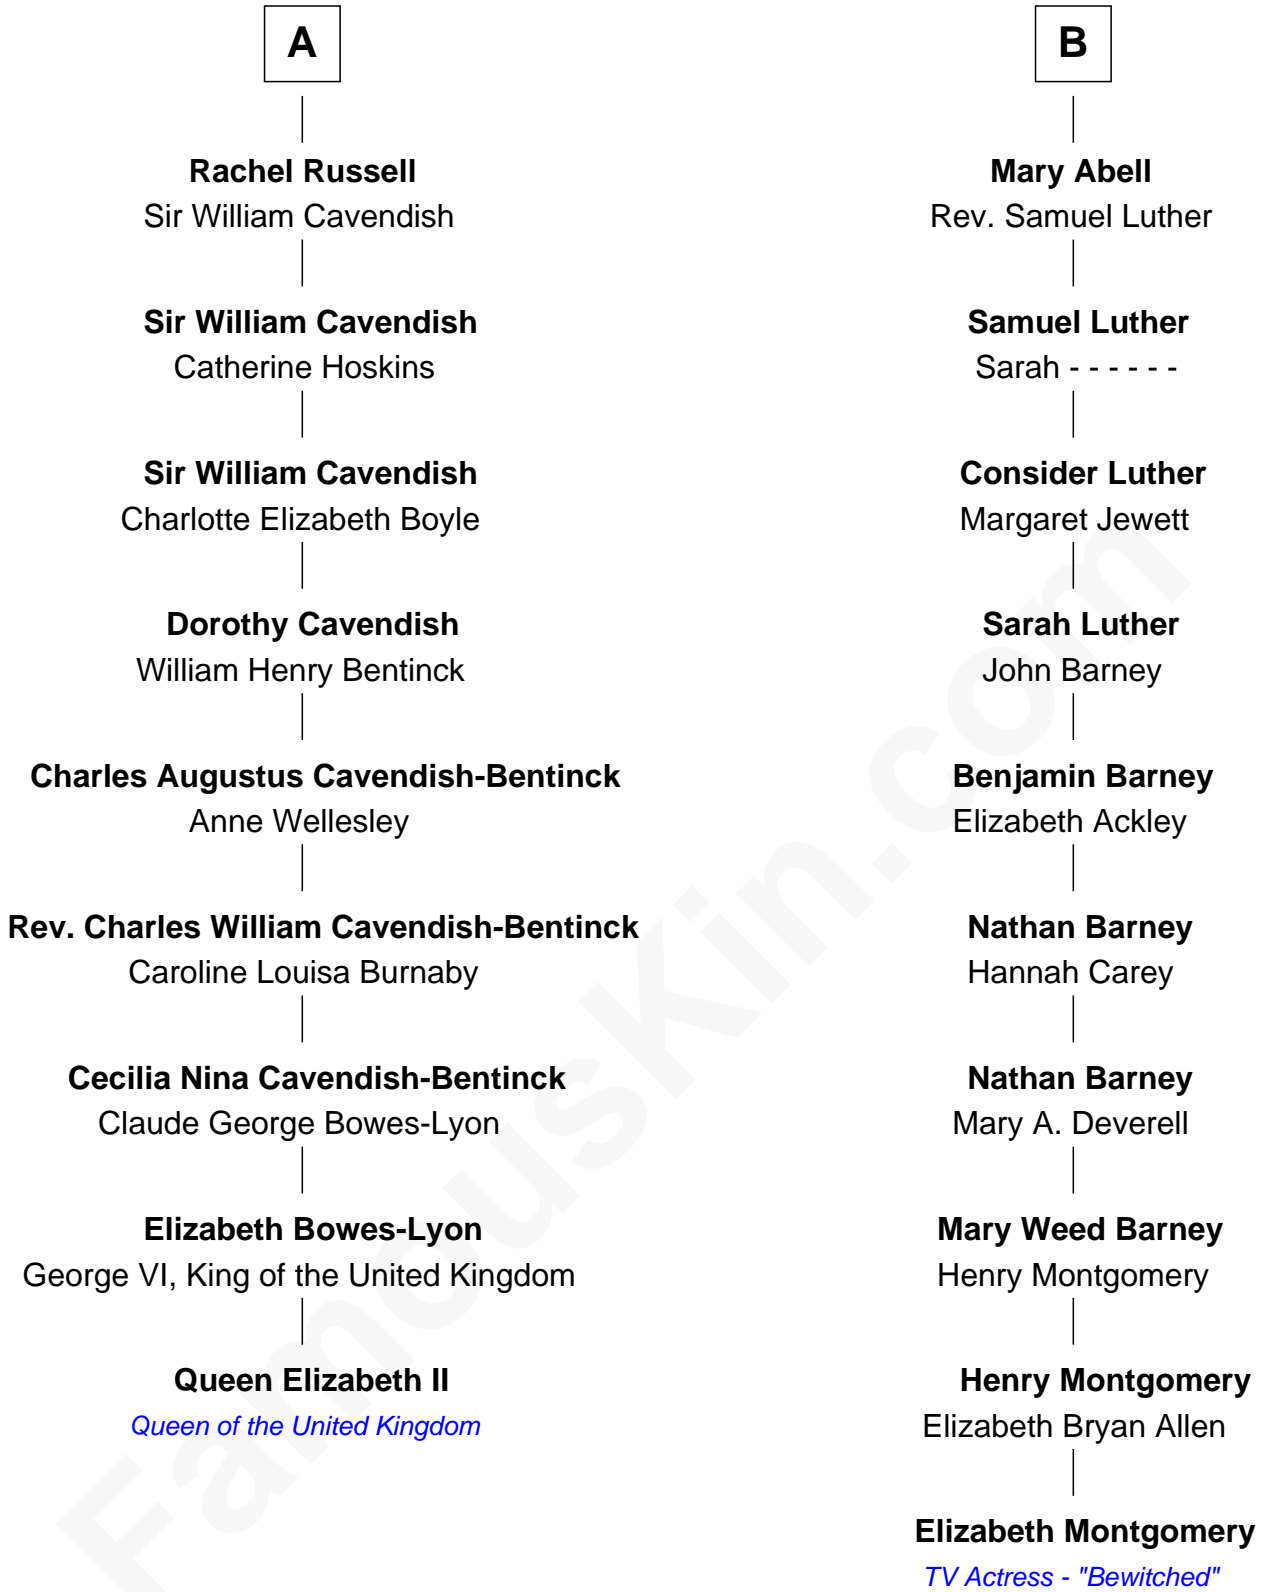 A
Rachel Russell
Sir William Cavendish
Sir William Cavendish
Catherine Hoskins
Sir William Cavendish
Charlotte Elizabeth Boyle
Dorothy Cavendish
William Henry Bentinck
Charles Augustus Cavendish-Bentinck
Anne Wellesley
Rev. Charles William Cavendish-Bentinck
Caroline Louisa Burnaby
Cecilia Nina Cavendish-Bentinck
Claude George Bowes-Lyon
Elizabeth Bowes-Lyon
George VI, King of the United Kingdom
Queen Elizabeth II
Queen of the United Kingdom
B
Mary Abell
Rev. Samuel Luther
Samuel Luther
Sarah - - - - - -
Consider Luther
Margaret Jewett
Sarah Luther
John Barney
Benjamin Barney
Elizabeth Ackley
Nathan Barney
Hannah Carey
Nathan Barney
Mary A. Deverell
Mary Weed Barney
Henry Montgomery
Henry Montgomery
Elizabeth Bryan Allen
Elizabeth Montgomery
TV Actress - "Bewitched"
FamousKin.com